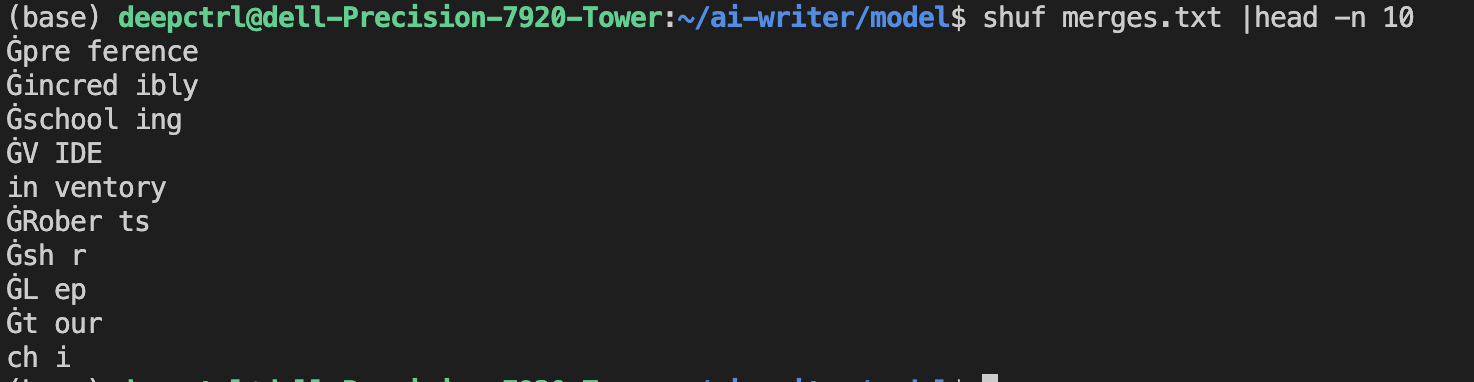 (base) deepctrl@dell-Precision-7920-Tower:~/ai-writer/model$ shuf merges.txt |head -n 10
Ġpre ference
Ġincred ibly
Ġschool ing
ĠV IDE
in ventory
ĠRober ts
Ġsh r
ĠL ep
Ġt our
ch i